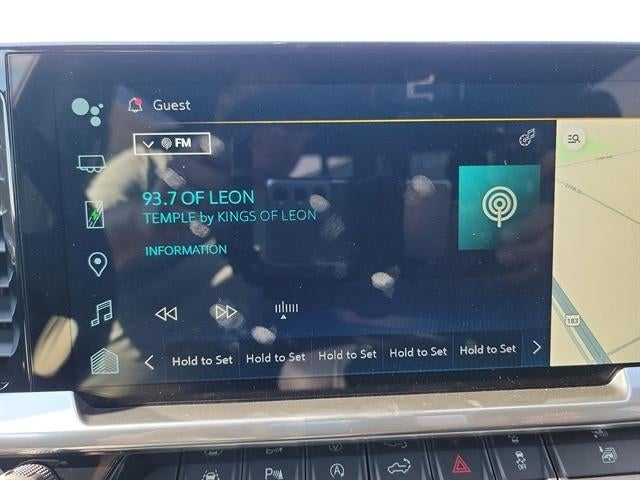 Guest
FM
93.7 OF LEON
TEMPLE by KINGS OF LEON
INFORMATION
183
Hold to Set Hold to Set Hold to Set Hold to Set Hold to Set
P
A